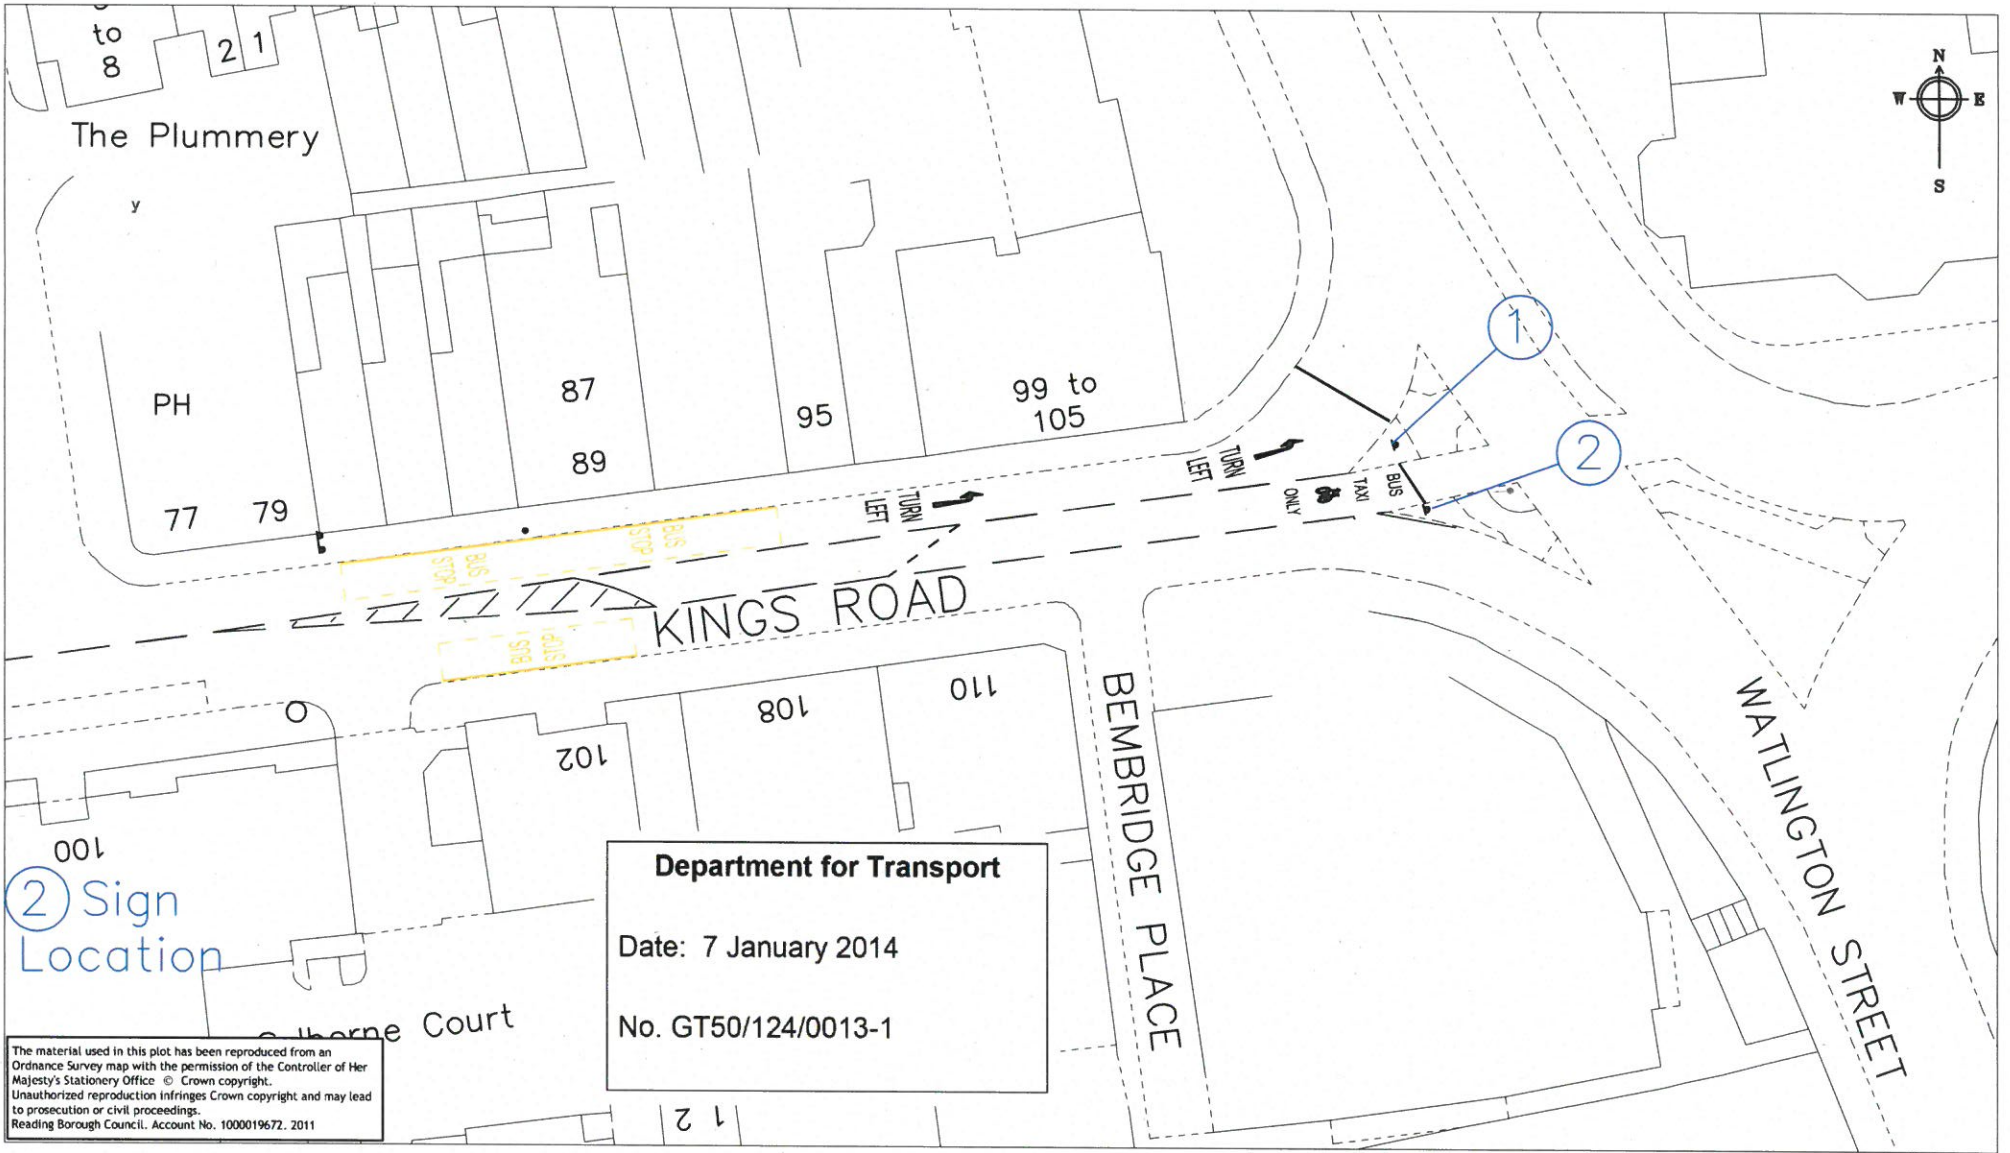 to
8
2 1
The Plummery
y
N
W E
S
PH
87
89
77 79
95
99 to
105
1
2
TURN
LEFT
TURN
LEFT
BUS
TAXI
ONLY
BUS
STOP
BUS
STOP
BUS
STOP
KINGS ROAD
102
108
110
100
BEMBRIDGE PLACE
WATLINGTON STREET
2 Sign
Location
Court
1 2
Department for Transport
Date: 7 January 2014
No. GT50/124/0013-1
The material used in this plot has been reproduced from an
Ordnance Survey map with the permission of the Controller of Her
Majesty's Stationery Office © Crown copyright.
Unauthorized reproduction infringes Crown copyright and may lead
to prosecution or civil proceedings.
Reading Borough Council. Account No. 1000019672. 2011